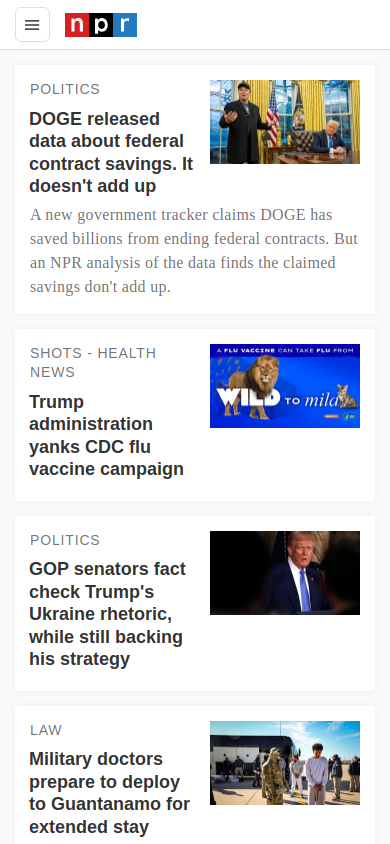 npr
POLITICS
DOGE released
data about federal
contract savings. It
doesn't add up
A new government tracker claims DOGE has
saved billions from ending federal contracts. But
an NPR analysis of the data finds the claimed
savings don't add up.
SHOTS - HEALTH
NEWS
Trump
administration
yanks CDC flu
vaccine campaign
A FLU VACCINE CAN TAKE FLU FROM
WILD TO mild
POLITICS
GOP senators fact
check Trump's
Ukraine rhetoric,
while still backing
his strategy
LAW
Military doctors
prepare to deploy
to Guantanamo for
extended stay